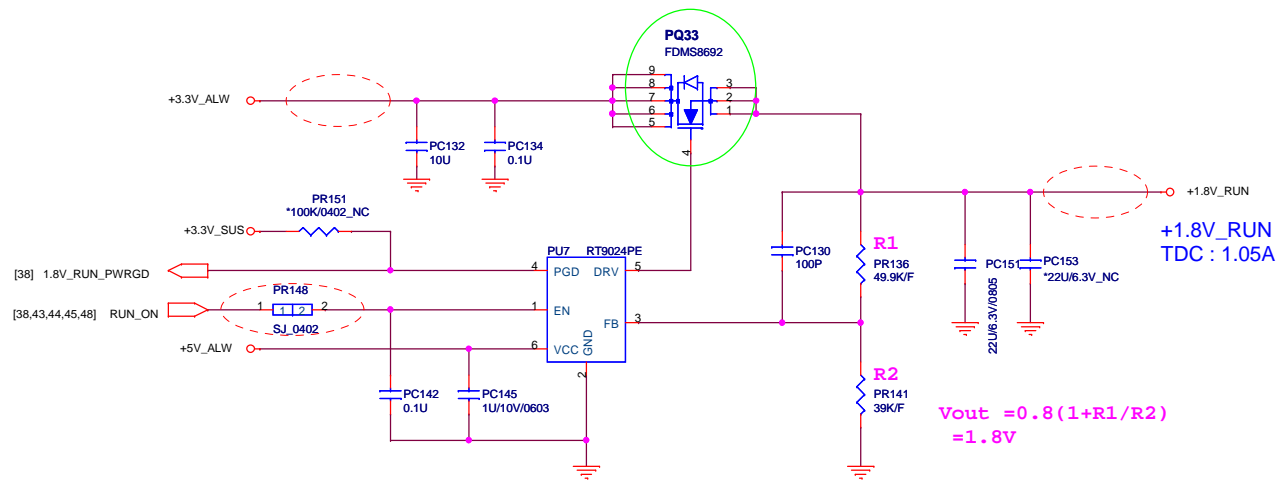 PQ33
FDMS8692
9
8
7
6
5
3
2
1
4
+3.3V_ALW
PC132
10U
PC134
0.1U
PR151
*100K/0402_NC
+3.3V_SUS
[38] 1.8V_RUN_PWRGD
PR148
1
1 2
2
SJ_0402
[38,43,44,45,48] RUN_ON
+5V_ALW
PU7
RT9024PE
4
PGD
DRV
5
1
EN
FB
3
6
VCC
GND
2
PC142
0.1U
PC145
1U/10V/0603
PC130
100P
R1
PR136
49.9K/F
R2
PR141
39K/F
PC151
22U/6.3V/0805
PC153
*22U/6.3V_NC
+1.8V_RUN
+1.8V_RUN
TDC : 1.05A
Vout =0.8(1+R1/R2)
=1.8V